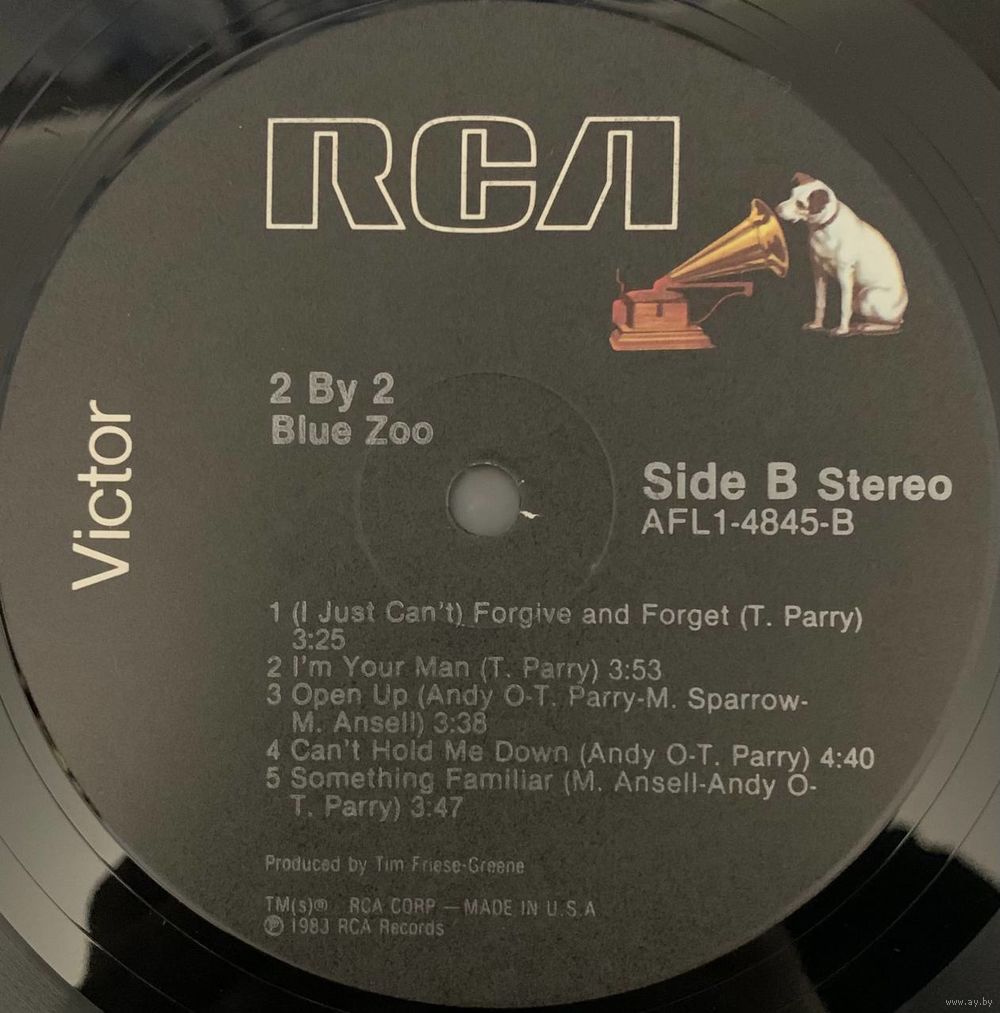 RCA
2 By 2
Blue Zoo
Victor
Side B Stereo
AFL1-4845-B
1 (I Just Can't) Forgive and Forget (T. Parry)
3:25
2 I'm Your Man (T. Parry) 3:53
3 Open Up (Andy O-T. Parry-M. Sparrow-
M. Ansell) 3:38
4 Can't Hold Me Down (Andy O-T. Parry) 4:40
5 Something Familiar (M. Ansell-Andy O-
T. Parry) 3:47
Produced by Tim Friese-Greene
TM(s)® RCA CORP — MADE IN U.S.A
℗ 1983 RCA Records
www.ay.by